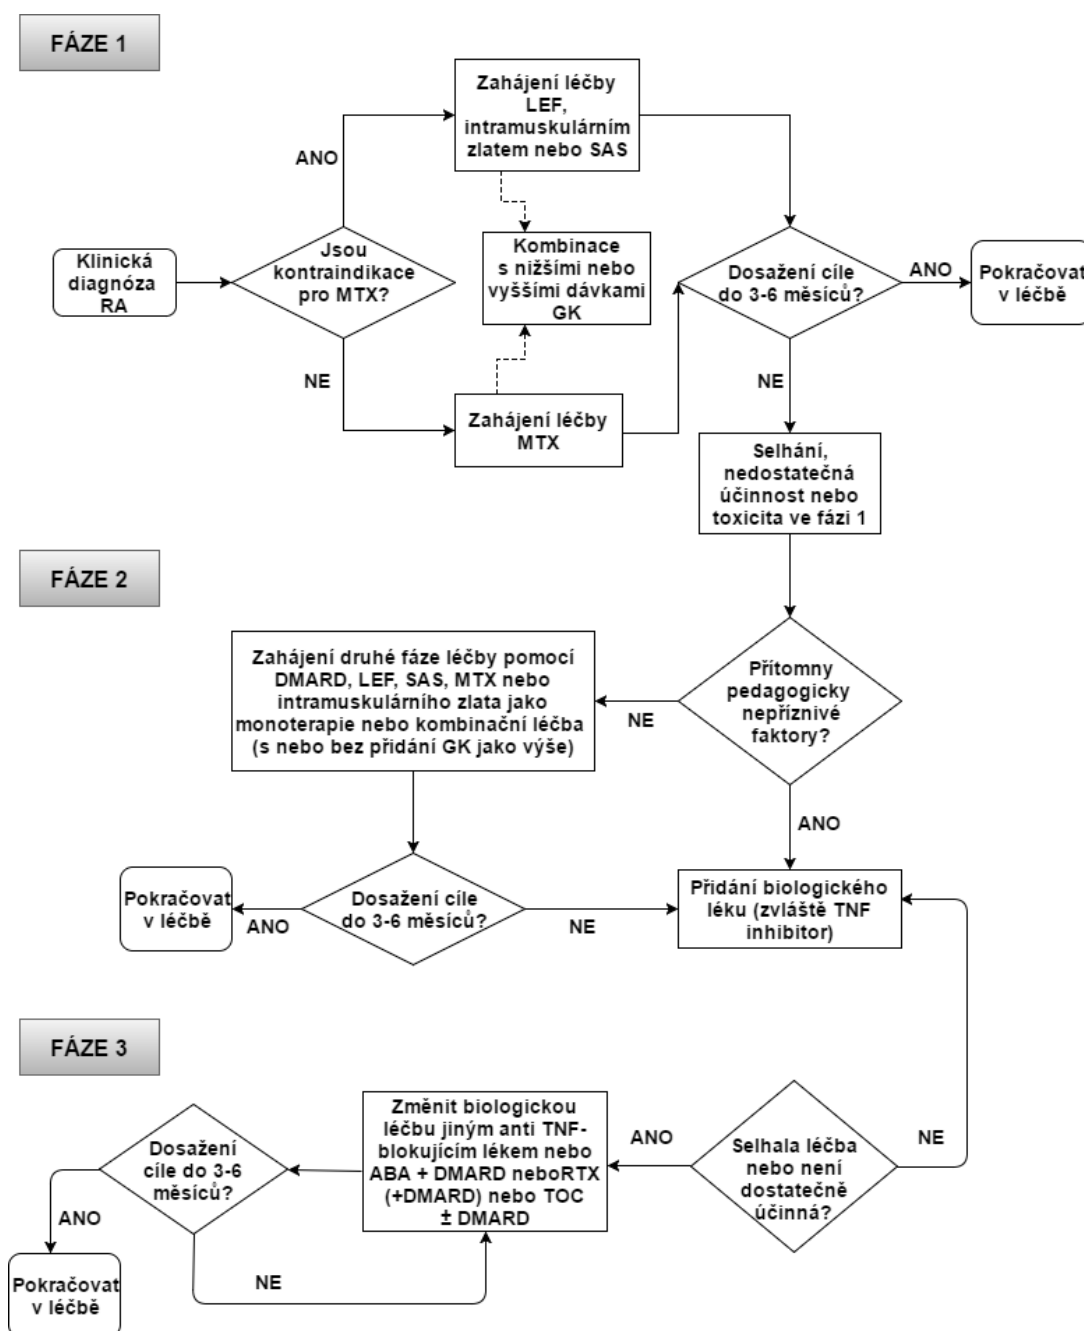 FÁZE 1
Zahájení léčby
LEF,
intramuskulárním
zlatem nebo SAS
ANO
Klinická
diagnóza
RA
Jsou
kontraindikace
pro MTX?
Kombinace
s nižšími nebo
vyššími dávkami
GK
Dosažení cíle
do 3-6 měsíců?
ANO
Pokračovat
v léčbě
NE
Zahájení léčby
MTX
NE
Selhání,
nedostatečná
účinnost nebo
toxicita ve fázi 1
FÁZE 2
Zahájení druhé fáze léčby pomocí
DMARD, LEF, SAS, MTX nebo
intramuskulárního zlata jako
monoterapie nebo kombinační léčba
(s nebo bez přidání GK jako výše)
NE
Přítomny
pedagogicky
nepříznivé
faktory?
ANO
Pokračovat
v léčbě
ANO
Dosažení cíle
do 3-6 měsíců?
NE
Přidání biologického
léku (zvláště TNF
inhibitor)
FÁZE 3
Dosažení
cíle do 3-6
měsíců?
Změnit biologickou
léčbu jiným anti TNF-
blokujícím lékem nebo
ABA + DMARD neboRTX
(+DMARD) nebo TOC
± DMARD
ANO
Selhala léčba
nebo není
dostatečně
účinná?
NE
ANO
Pokračovat
v léčbě
NE